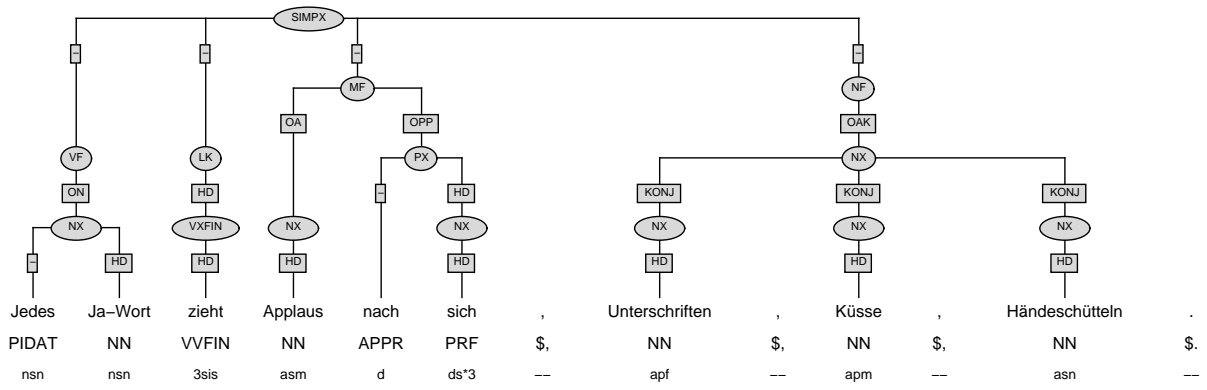 SIMPX
– – – –
MF NF
OA OPP OAK
VF LK PX NX
ON HD – HD KONJ KONJ KONJ
NX VXFIN NX NX NX NX NX
– HD HD HD HD HD HD HD
Jedes Ja–Wort zieht Applaus nach sich , Unterschriften , Küsse , Händeschütteln .
PIDAT NN VVFIN NN APPR PRF $, NN $, NN $, NN $.
nsn nsn 3sis asm d ds*3 –– apf –– apm –– asn ––